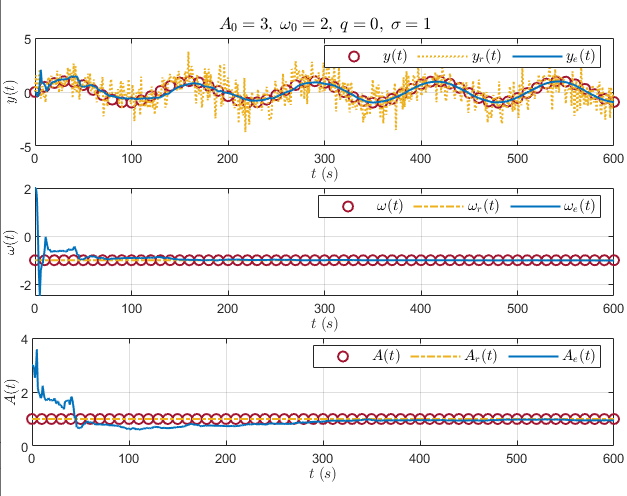 A₀ = 3, ω₀ = 2, q = 0, σ = 1
5
y(t) y_r(t) y_e(t)
y(t)
0
-5
0 100 200 300 400 500 600
t (s)
2
ω(t) ω_r(t) ω_e(t)
ω(t)
0
-2
0 100 200 300 400 500 600
t (s)
4
A(t) A_r(t) A_e(t)
A(t)
2
0
0 100 200 300 400 500 600
t (s)